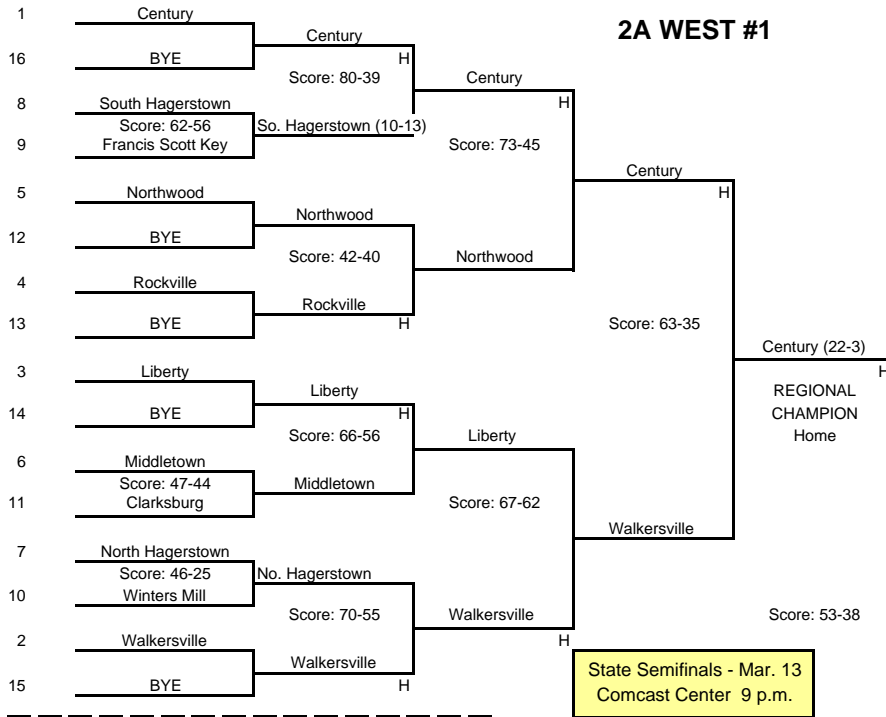 2A WEST #1
1 Century
16 BYE
8 South Hagerstown
Score: 62-56
9 Francis Scott Key
5 Northwood
12 BYE
4 Rockville
13 BYE
3 Liberty
14 BYE
6 Middletown
Score: 47-44
11 Clarksburg
7 North Hagerstown
Score: 46-25
10 Winters Mill
2 Walkersville
15 BYE
Century
H
Score: 80-39
So. Hagerstown (10-13)
Northwood
Score: 42-40
Rockville
H
Liberty
H
Score: 66-56
Middletown
No. Hagerstown
Score: 70-55
Walkersville
H
Century
H
Score: 73-45
Northwood
Liberty
Score: 67-62
Walkersville
H
Century
H
Score: 63-35
Walkersville
Century (22-3)
H
REGIONAL
CHAMPION
Home
Score: 53-38
State Semifinals - Mar. 13
Comcast Center 9 p.m.